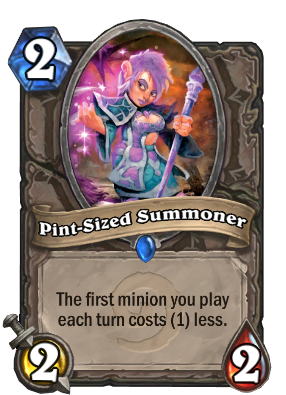 2
Pint-Sized Summoner
The first minion you play
each turn costs (1) less.
2
2